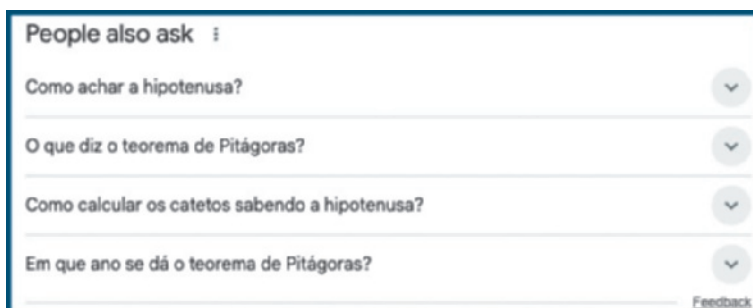 People also ask
Como achar a hipotenusa?
O que diz o teorema de Pitágoras?
Como calcular os catetos sabendo a hipotenusa?
Em que ano se dá o teorema de Pitágoras?
Feedback